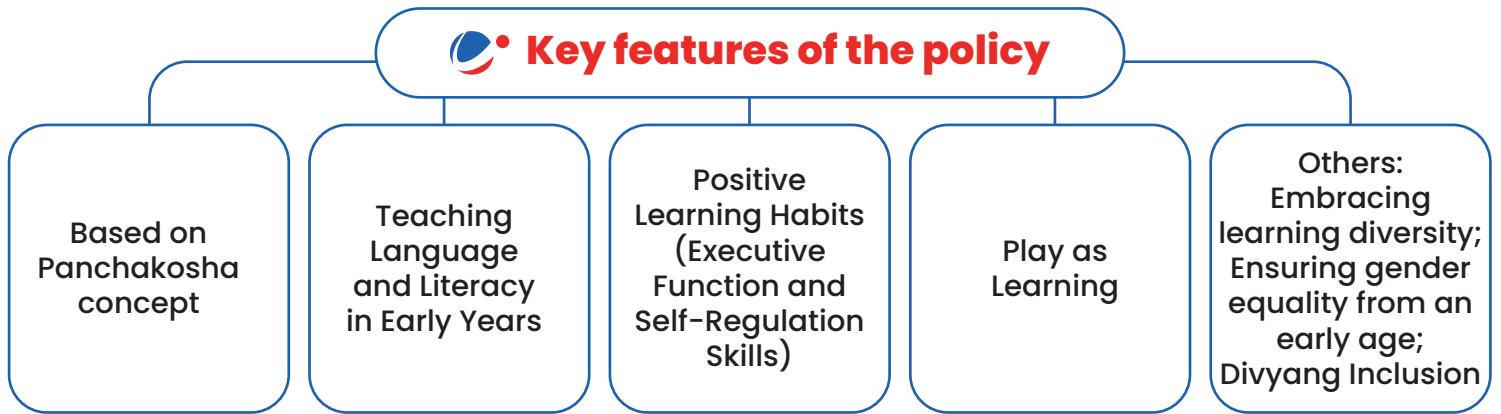 Key features of the policy
Based on
Panchakosha
concept
Teaching
Language
and Literacy
in Early Years
Positive
Learning Habits
(Executive
Function and
Self-Regulation
Skills)
Play as
Learning
Others:
Embracing
learning diversity;
Ensuring gender
equality from an
early age;
Divyang Inclusion